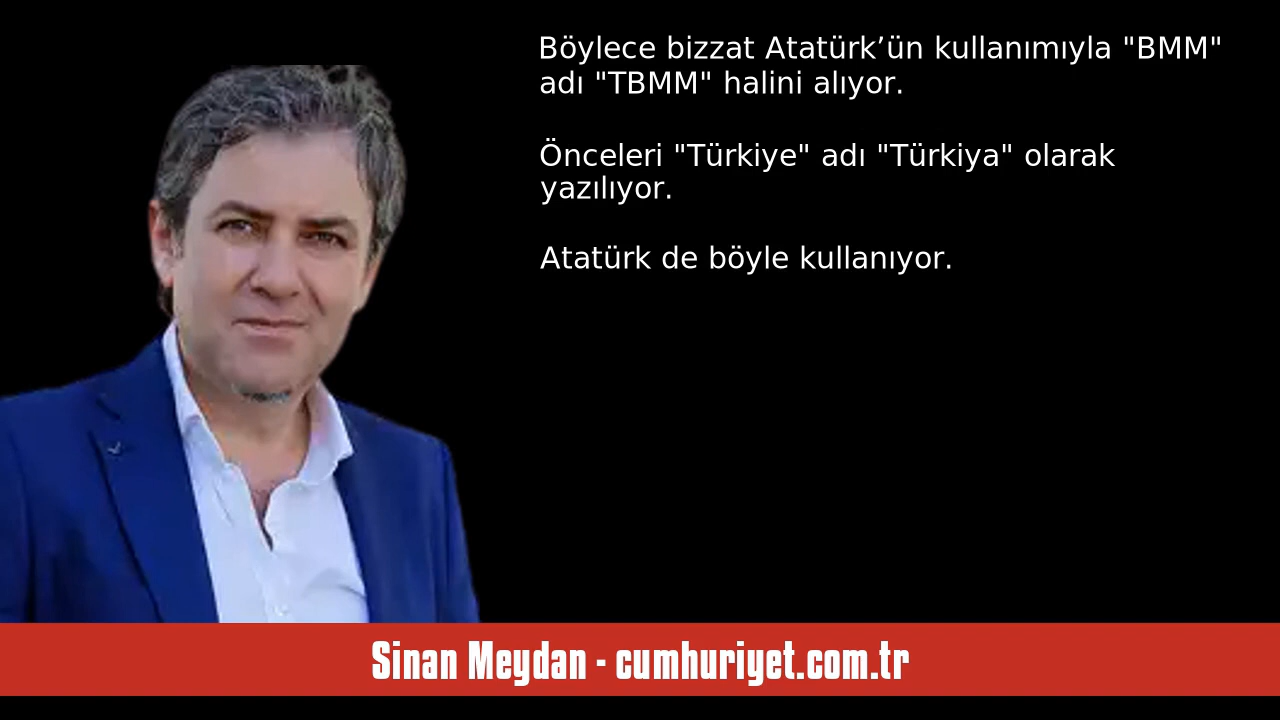 Böylece bizzat Atatürk’ün kullanımıyla "BMM"
adı "TBMM" halini alıyor.
Önceleri "Türkiye" adı "Türkiya" olarak
yazılıyor.
Atatürk de böyle kullanıyor.
Sinan Meydan - cumhuriyet.com.tr